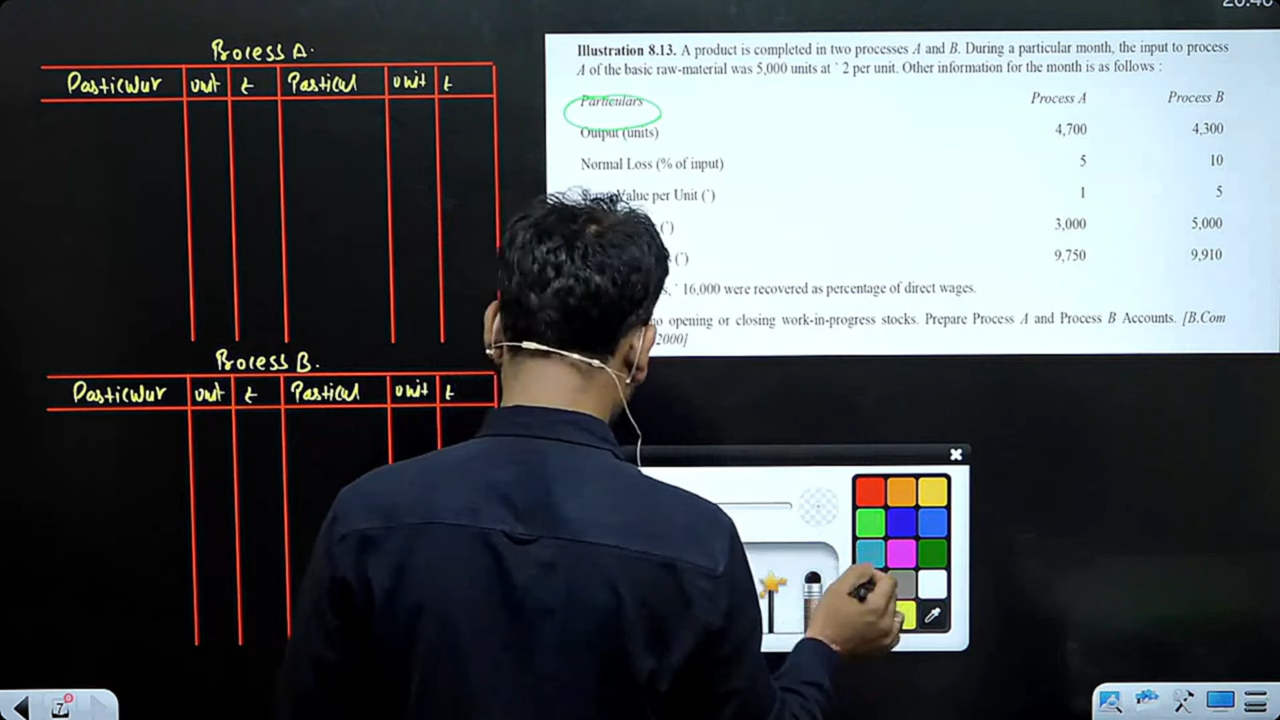 Process A.
Particular unit ₹ Particul unit ₹
Process B.
Particular unit ₹ Particul unit ₹
Illustration 8.13. A product is completed in two processes A and B. During a particular month, the input to process
A of the basic raw-material was 5,000 units at ` 2 per unit. Other information for the month is as follows :
Particulars Process A Process B
Output (units) 4,700 4,300
Normal Loss (% of input) 5 10
Value per Unit (`) 1 5
(`) 3,000 5,000
(`) 9,750 9,910
` 16,000 were recovered as percentage of direct wages.
opening or closing work-in-progress stocks. Prepare Process A and Process B Accounts. [B.Com
2000]
7